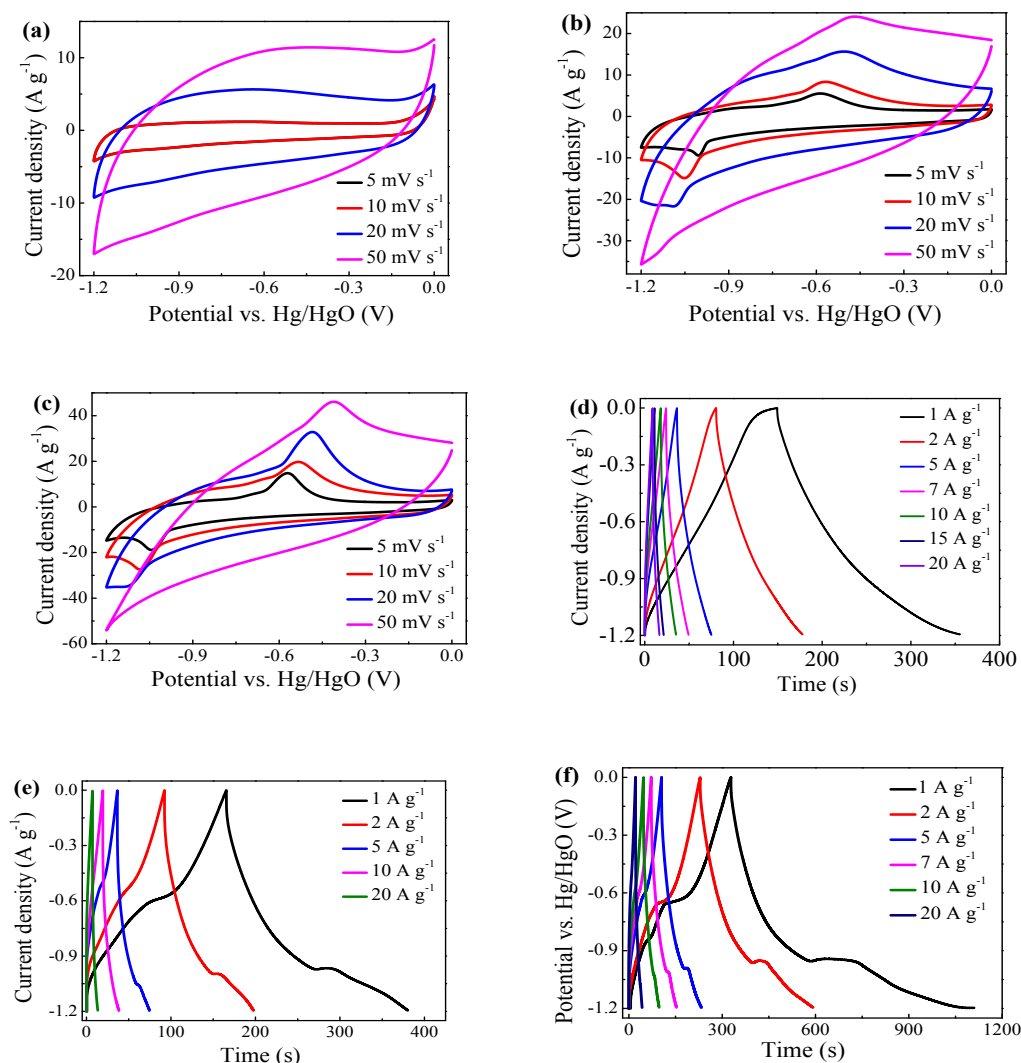 (a)
Current density (A g⁻¹)
10
0
-10
-20
5 mV s⁻¹
10 mV s⁻¹
20 mV s⁻¹
50 mV s⁻¹
-1.2 -0.9 -0.6 -0.3 0.0
Potential vs. Hg/HgO (V)
(b)
Current density (A g⁻¹)
30
20
10
0
-10
-20
-30
5 mV s⁻¹
10 mV s⁻¹
20 mV s⁻¹
50 mV s⁻¹
-1.2 -0.9 -0.6 -0.3 0.0
Potential vs. Hg/HgO (V)
(c)
Current density (A g⁻¹)
40
20
0
-20
-40
-60
5 mV s⁻¹
10 mV s⁻¹
20 mV s⁻¹
50 mV s⁻¹
-1.2 -0.9 -0.6 -0.3 0.0
Potential vs. Hg/HgO (V)
(d)
Current density (A g⁻¹)
0.0
-0.3
-0.6
-0.9
-1.2
1 A g⁻¹
2 A g⁻¹
5 A g⁻¹
7 A g⁻¹
10 A g⁻¹
15 A g⁻¹
20 A g⁻¹
0 100 200 300 400
Time (s)
(e)
Current density (A g⁻¹)
0.0
-0.3
-0.6
-0.9
-1.2
1 A g⁻¹
2 A g⁻¹
5 A g⁻¹
10 A g⁻¹
20 A g⁻¹
0 100 200 300 400
Time (s)
(f)
Potential vs. Hg/HgO (V)
0.0
-0.3
-0.6
-0.9
-1.2
1 A g⁻¹
2 A g⁻¹
5 A g⁻¹
7 A g⁻¹
10 A g⁻¹
20 A g⁻¹
0 300 600 900 1200
Time (s)